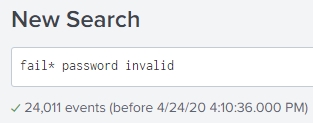 New Search
fail* password invalid
✓ 24,011 events (before 4/24/20 4:10:36.000 PM)